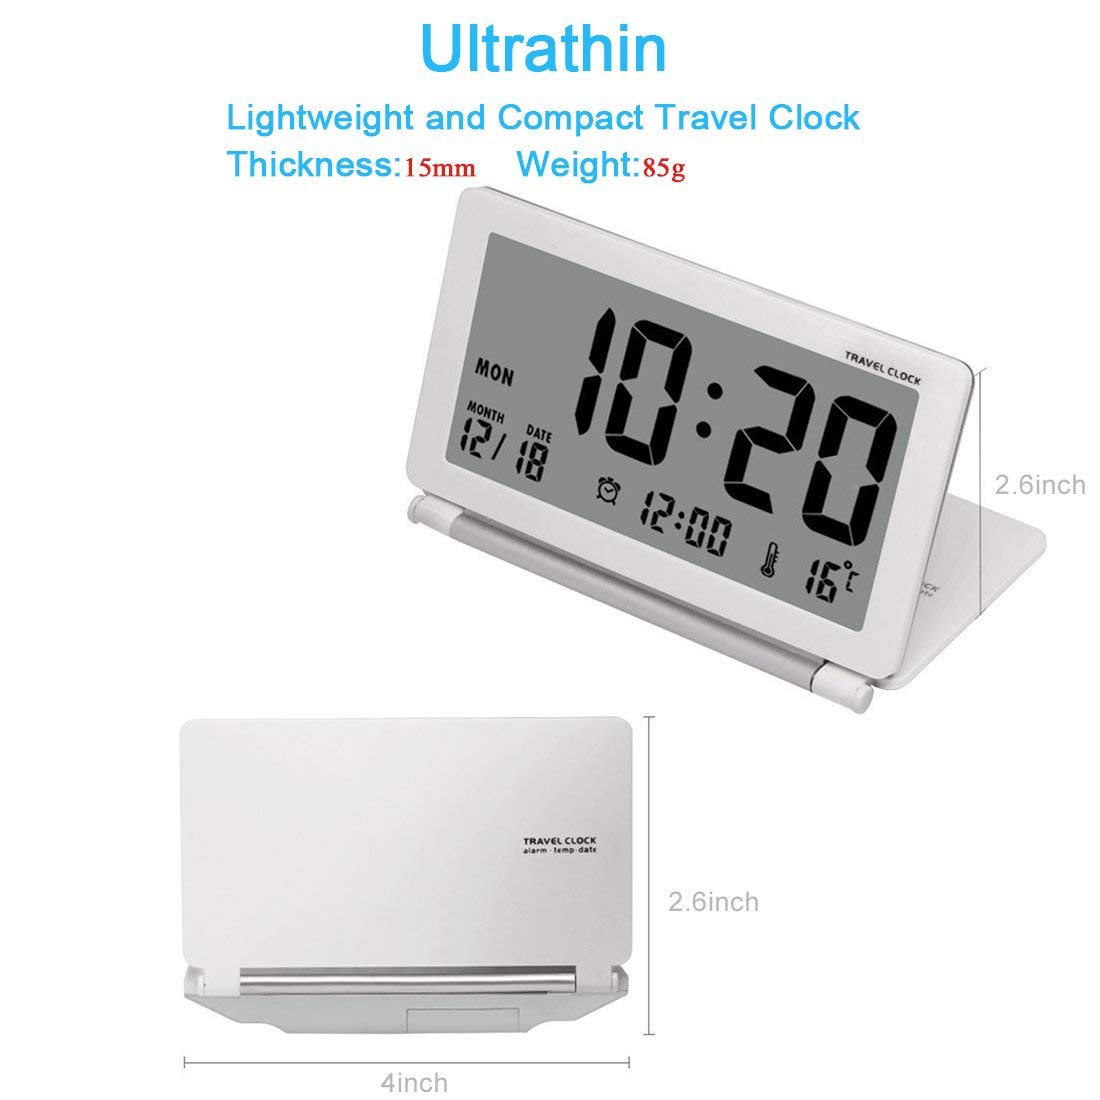 Ultrathin
Lightweight and Compact Travel Clock
Thickness:15mm Weight:85g
TRAVEL CLOCK
10:20
MON
MONTH DATE
12/18
12:00
16°C
2.6inch
TRAVEL CLOCK
alarm·temp·date
2.6inch
4inch